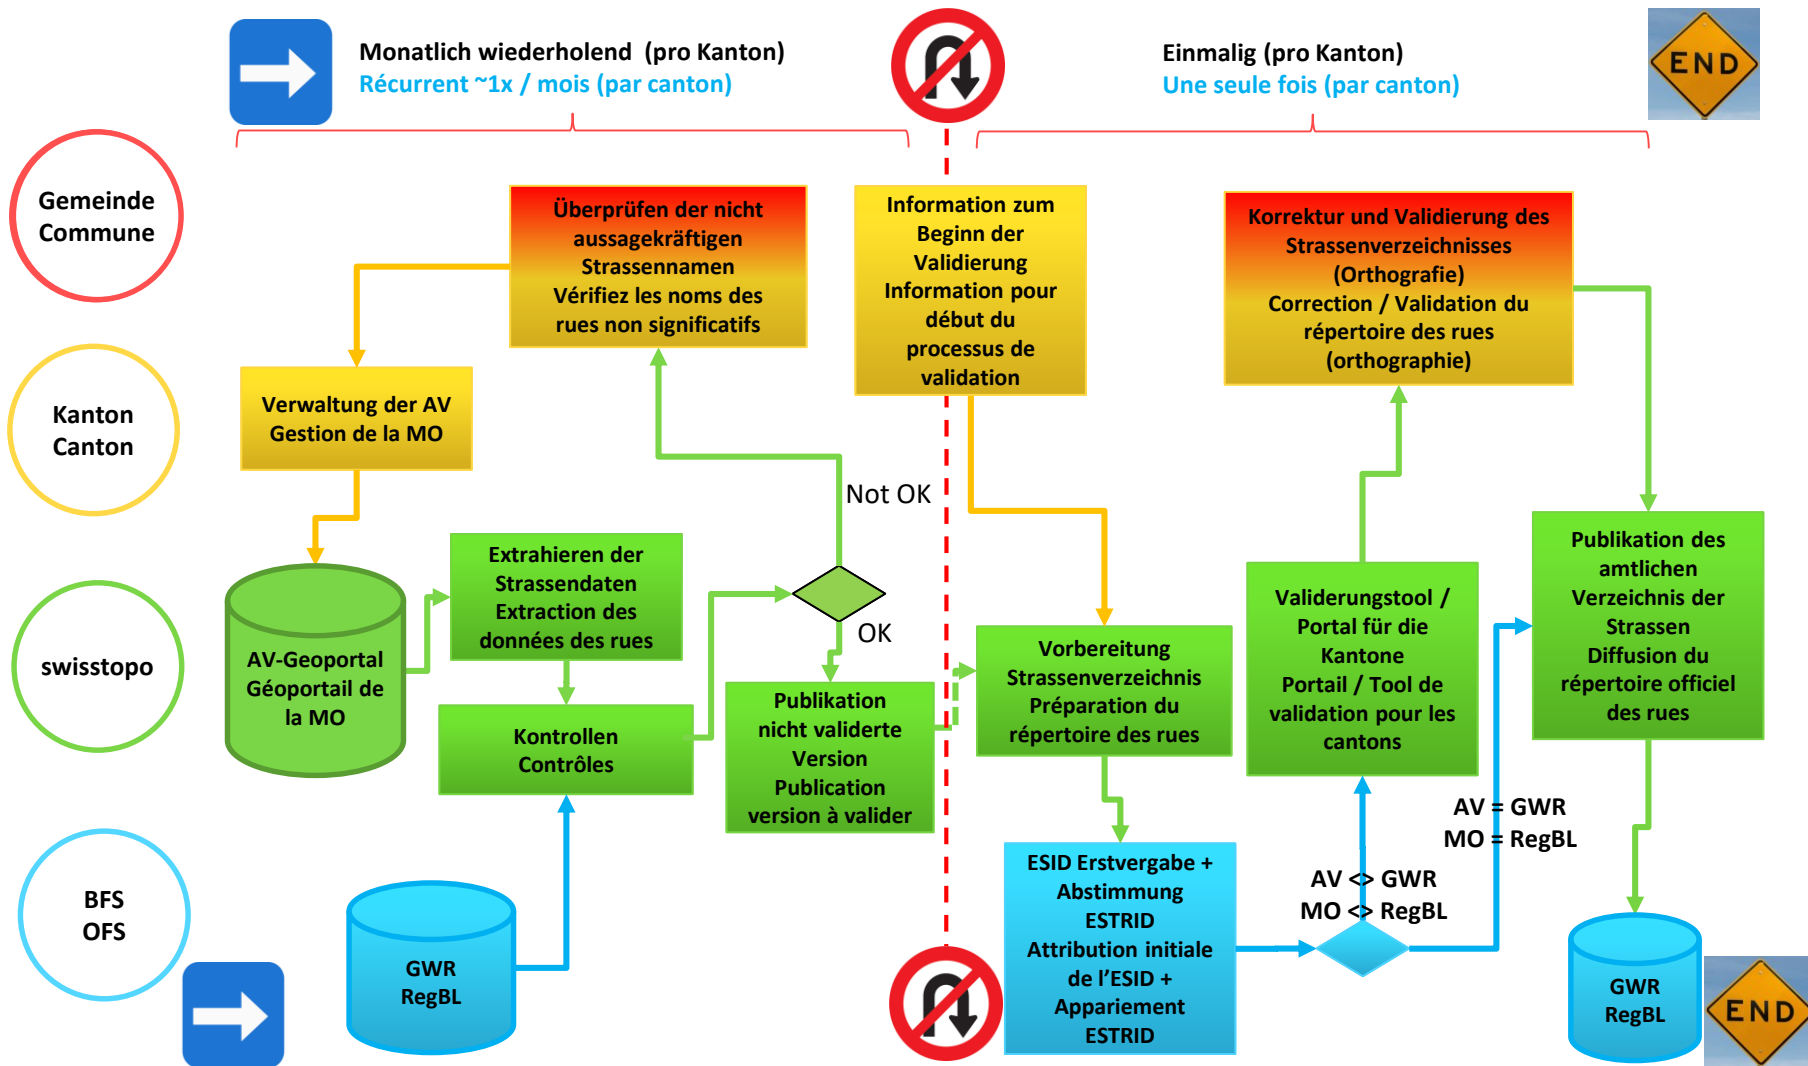 Monatlich wiederholend (pro Kanton)
Récurrent ~1x / mois (par canton)
Einmalig (pro Kanton)
Une seule fois (par canton)
END
Gemeinde
Commune
Überprüfen der nicht
aussagekräftigen
Strassennamen
Vérifiez les noms des
rues non significatifs
Information zum
Beginn der
Validierung
Information pour
début du
processus de
validation
Korrektur und Validierung des
Strassenverzeichnisses
(Orthografie)
Correction / Validation du
répertoire des rues
(orthographie)
Kanton
Canton
Verwaltung der AV
Gestion de la MO
Not OK
OK
swisstopo
AV-Geoportal
Géoportail de
la MO
Extrahieren der
Strassendaten
Extraction des
données des rues
Kontrollen
Contrôles
Publikation
nicht validerte
Version
Publication
version à valider
Vorbereitung
Strassenverzeichnis
Préparation du
répertoire des rues
Validerungstool /
Portal für die
Kantone
Portail / Tool de
validation pour les
cantons
Publikation des
amtlichen
Verzeichnis der
Strassen
Diffusion du
répertoire officiel
des rues
AV = GWR
MO = RegBL
AV <> GWR
MO <> RegBL
BFS
OFS
GWR
RegBL
ESID Erstvergabe +
Abstimmung
ESTRID
Attribution initiale
de l'ESID +
Appariement
ESTRID
GWR
RegBL
END